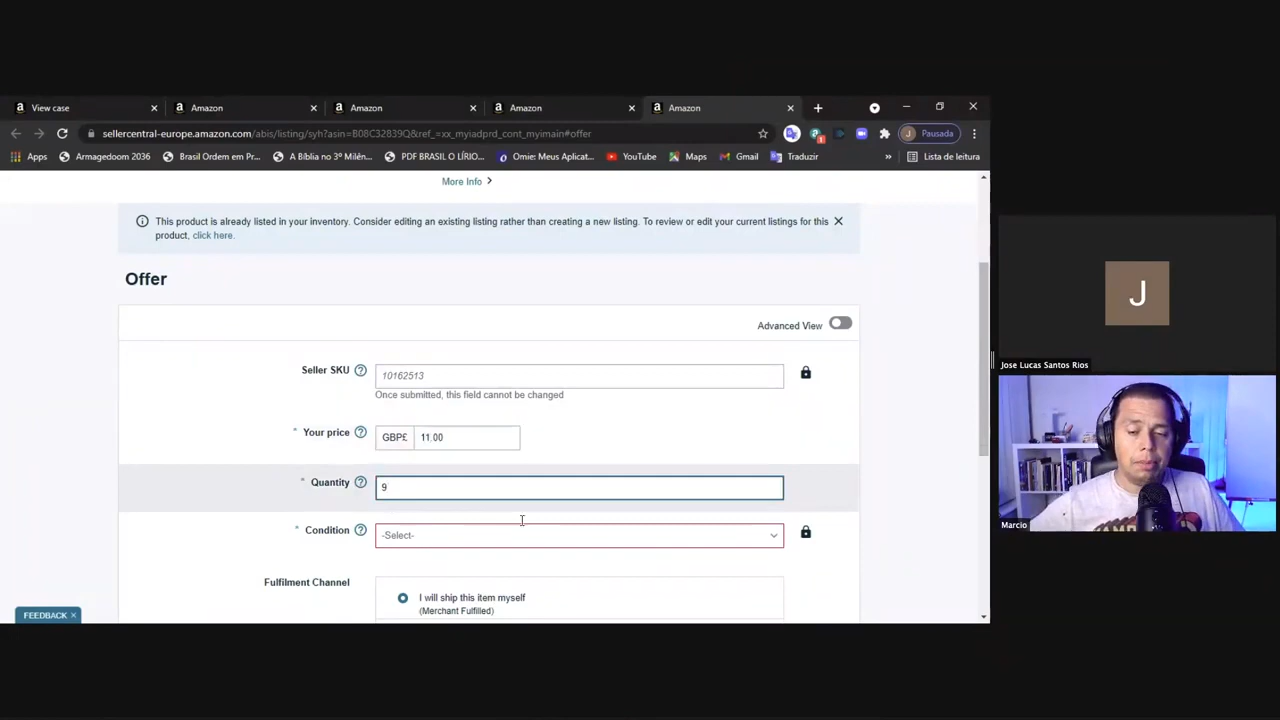 View case
Amazon
Amazon
Amazon
Amazon
sellercentral-europe.amazon.com/abis/listing/syh?asin=B08C32839Q&ref_=xx_myiadprd_cont_myimain#offer
J
Pausada
Apps
Armagedoom 2036
Brasil Ordem em Pr...
A Bíblia no 3º Milên...
PDF BRASIL O LÍRIO...
Omie: Meus Aplicat...
YouTube
Maps
Gmail
Traduzir
»
Lista de leitura
More Info
This product is already listed in your inventory. Consider editing an existing listing rather than creating a new listing. To review or edit your current listings for this
product, click here.
Offer
Advanced View
Seller SKU
10162513
Once submitted, this field cannot be changed
* Your price
GBP£
11.00
* Quantity
9
* Condition
-Select-
Fulfilment Channel
I will ship this item myself
(Merchant Fulfilled)
FEEDBACK
J
Jose Lucas Santos Rios
Marcio